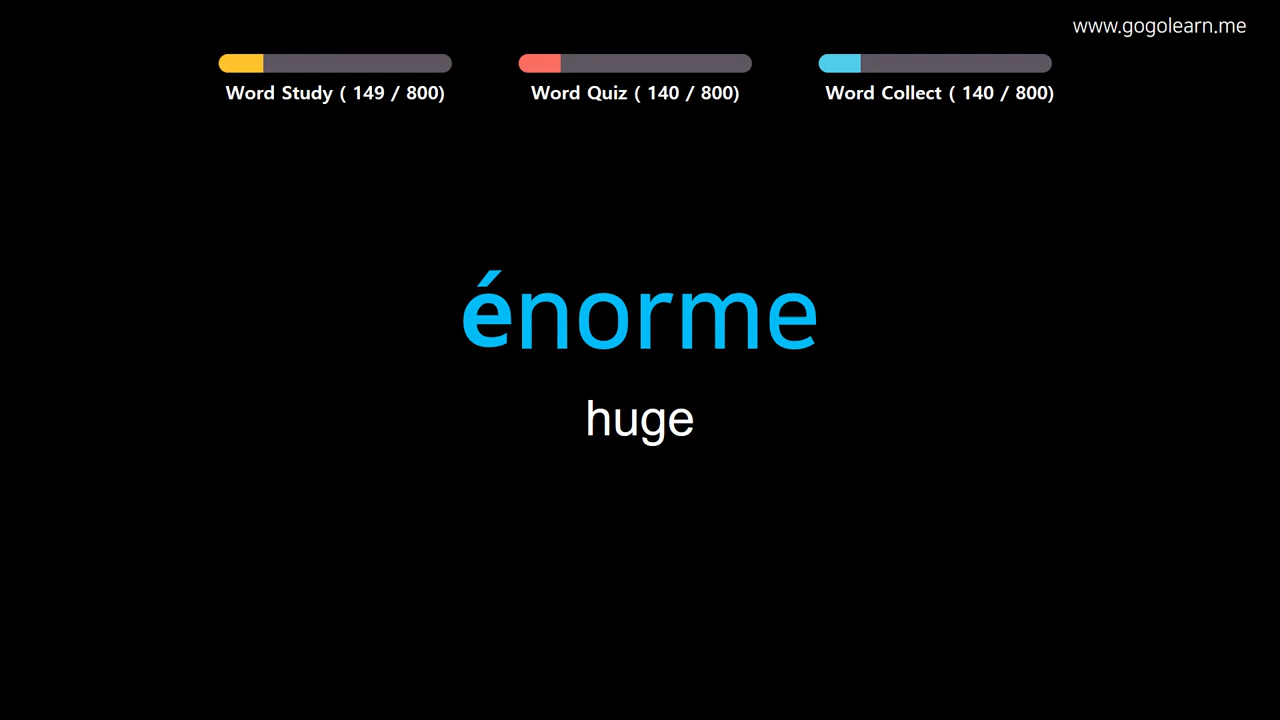 www.gogolearn.me
Word Study ( 149 / 800)
Word Quiz ( 140 / 800)
Word Collect ( 140 / 800)
énorme
huge